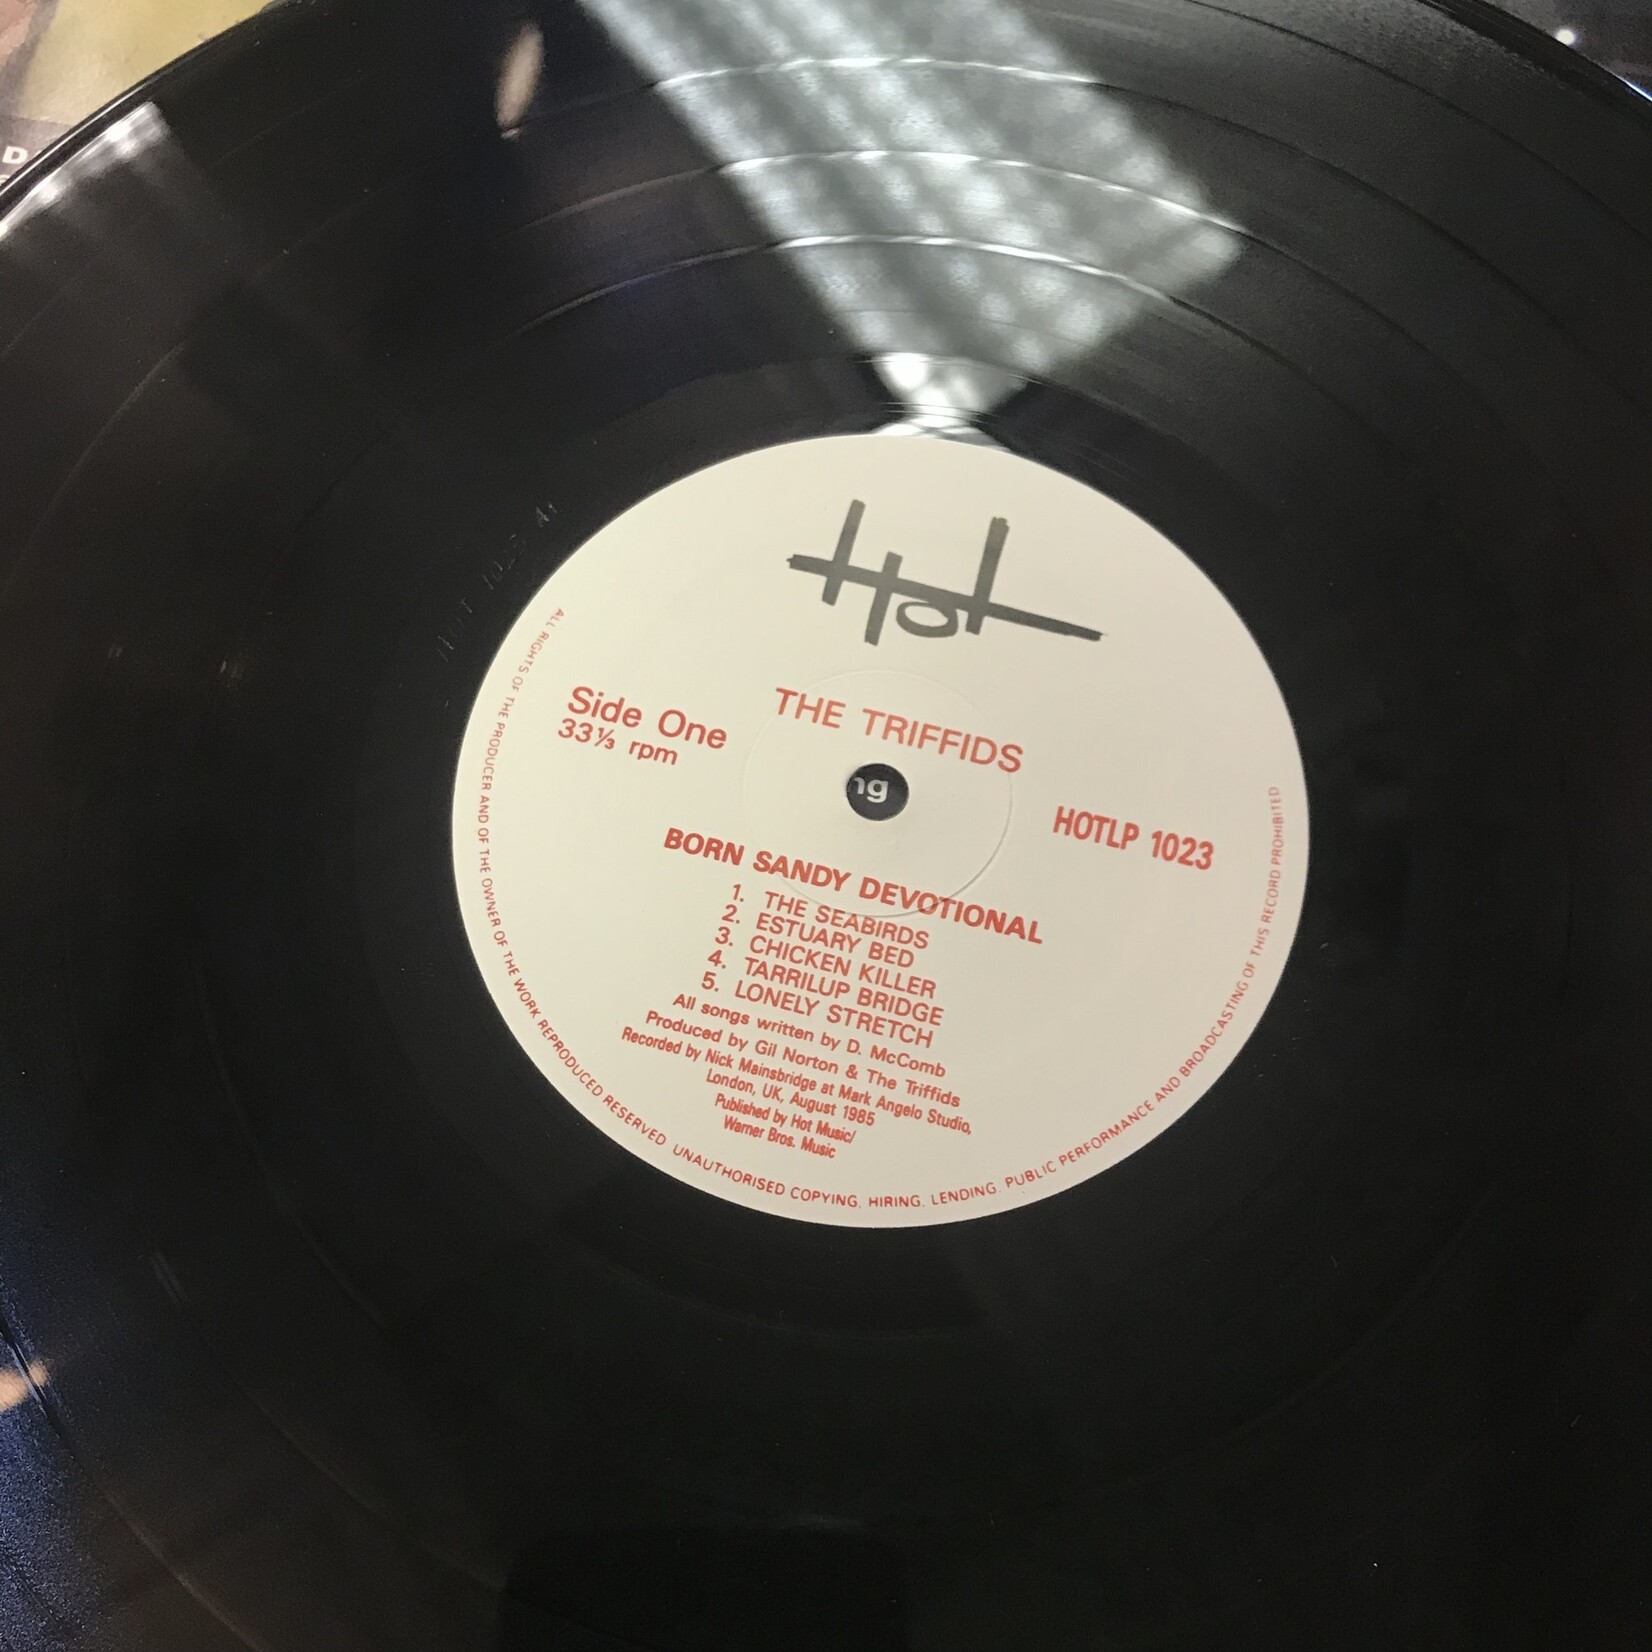 Hot
THE TRIFFIDS
Side One
33⅓ rpm
ng
HOTLP 1023
BORN SANDY DEVOTIONAL
1. THE SEABIRDS
2. ESTUARY BED
3. CHICKEN KILLER
4. TARRILUP BRIDGE
5. LONELY STRETCH
All songs written by D. McComb
Produced by Gil Norton & The Triffids
Recorded by Nick Mainsbridge at Mark Angelo Studio,
London, UK, August 1985
Published by Hot Music/
Warner Bros. Music
ALL RIGHTS OF THE PRODUCER AND OF THE OWNER OF THE WORK REPRODUCED RESERVED. UNAUTHORISED COPYING, HIRING, LENDING, PUBLIC PERFORMANCE AND BROADCASTING OF THIS RECORD PROHIBITED
HOT 1023 A1
D